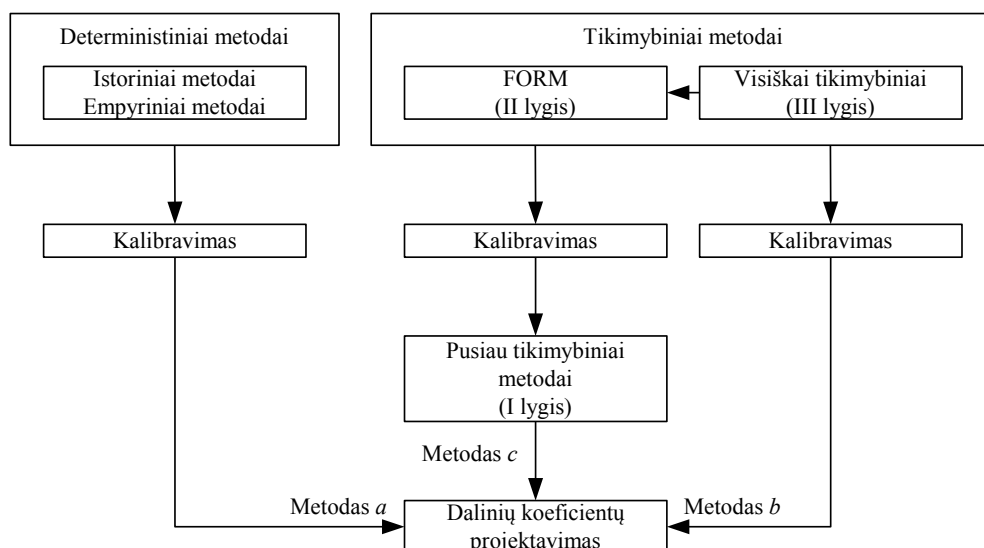 Deterministiniai metodai
Istoriniai metodai
Empyriniai metodai
Tikimybiniai metodai
FORM
(II lygis)
Visiškai tikimybiniai
(III lygis)
Kalibravimas
Kalibravimas
Kalibravimas
Pusiau tikimybiniai
metodai
(I lygis)
Metodas c
Metodas a
Metodas b
Dalinių koeficientų
projektavimas